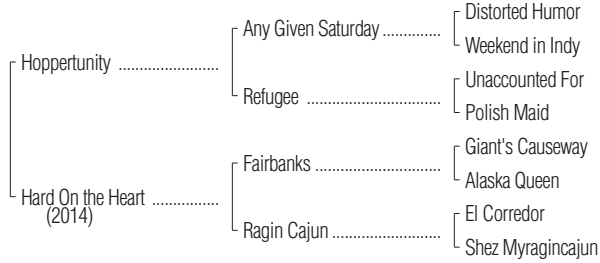 Distorted Humor
Any Given Saturday ..............
Weekend in Indy
Hoppertunity ........................
Unaccounted For
Refugee ................................
Polish Maid
Giant's Causeway
Fairbanks ..............................
Alaska Queen
Hard On the Heart ................
(2014)
El Corredor
Ragin Cajun ..........................
Shez Myragincajun